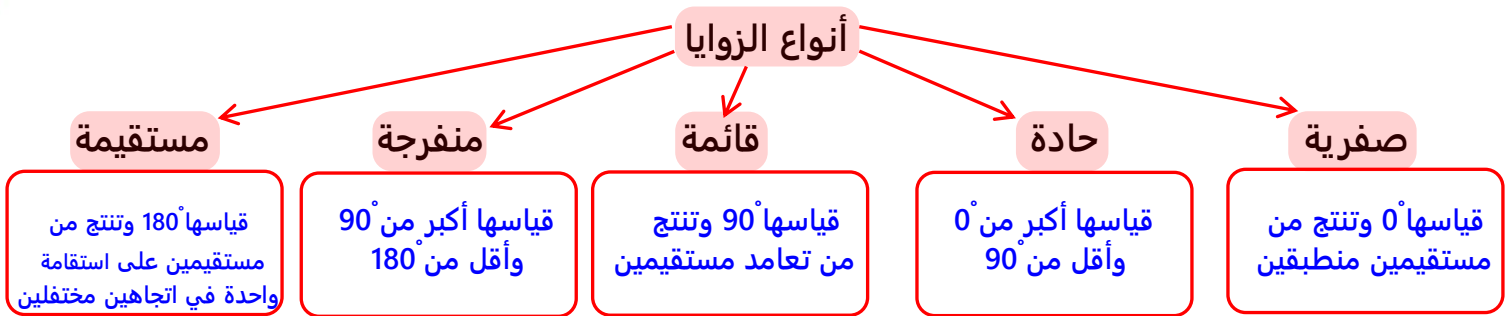 أنواع الزوايا
صفرية
حادة
قائمة
منفرجة
مستقيمة
قياسها 0ْ وتنتج من
مستقيمين منطبقين
قياسها أكبر من 0ْ
وأقل من 90ْ
قياسها 90ْ وتنتج
من تعامد مستقيمين
قياسها أكبر من 90ْ
وأقل من 180ْ
قياسها 180ْ وتنتج من
مستقيمين على استقامة
واحدة في اتجاهين مختفلين